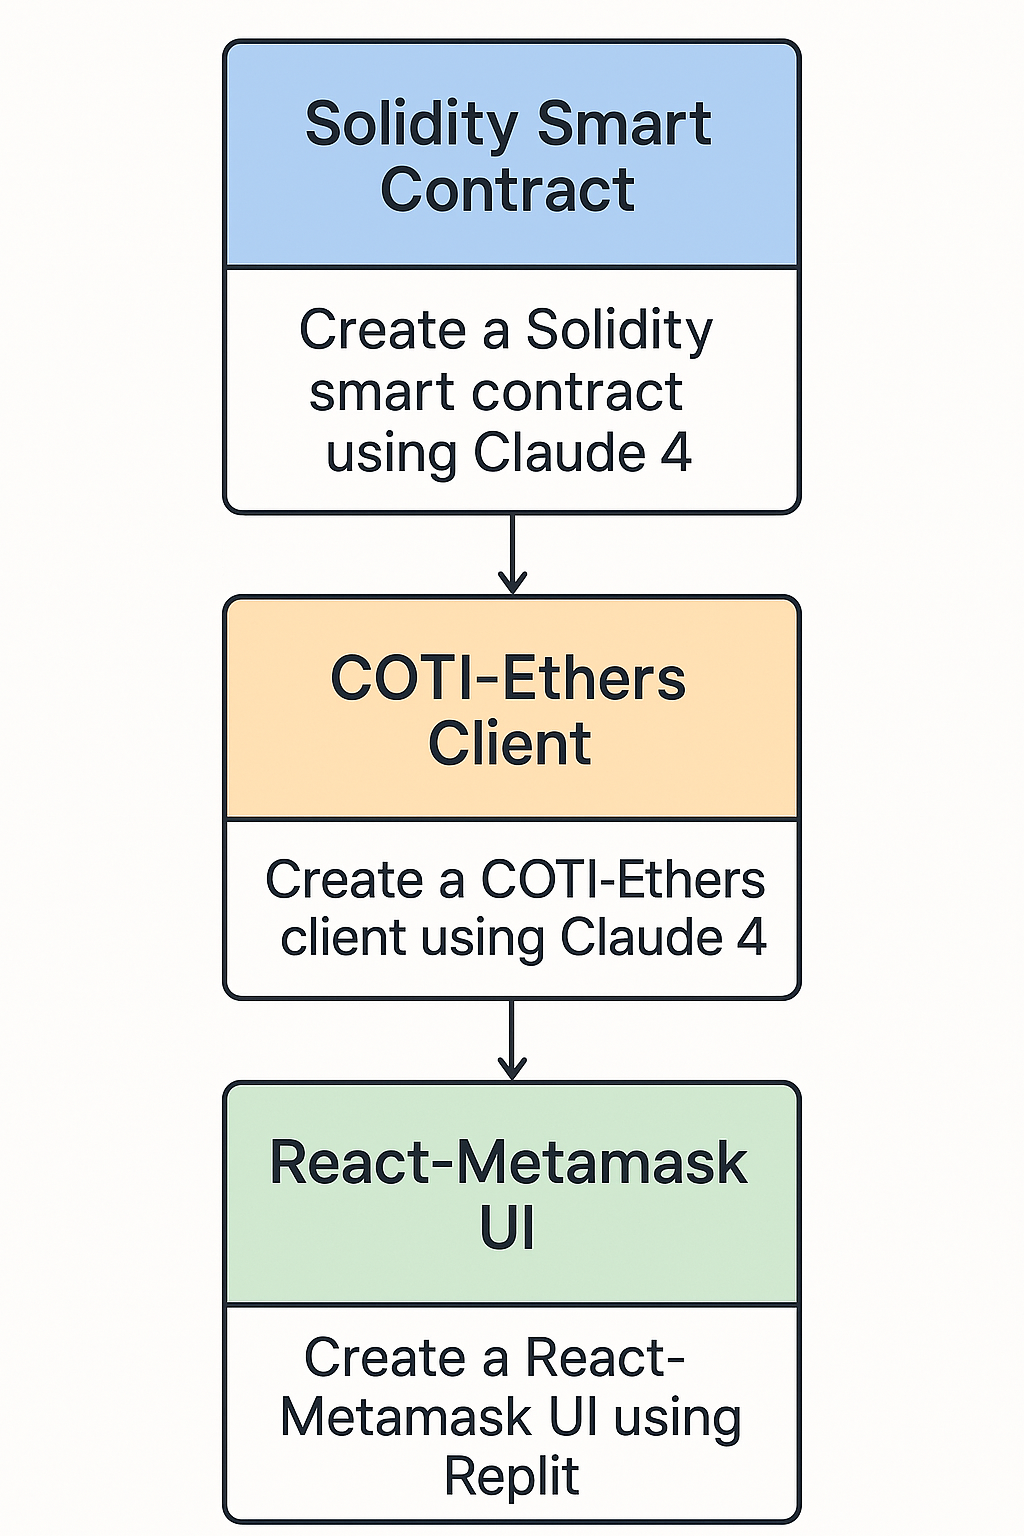 Solidity Smart
Contract
Create a Solidity
smart contract
using Claude 4
COTI-Ethers
Client
Create a COTI-Ethers
client using Claude 4
React-Metamask
UI
Create a React-
Metamask UI using
Replit